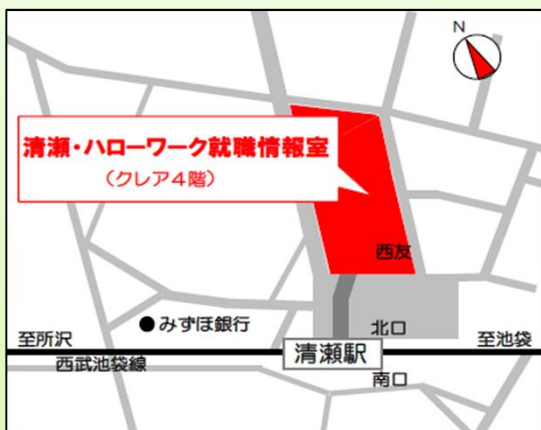 N
清瀬・ハローワーク就職情報室
（クレア４階）
西友
●みずほ銀行
北口
至所沢
至池袋
清瀬駅
西武池袋線
南口